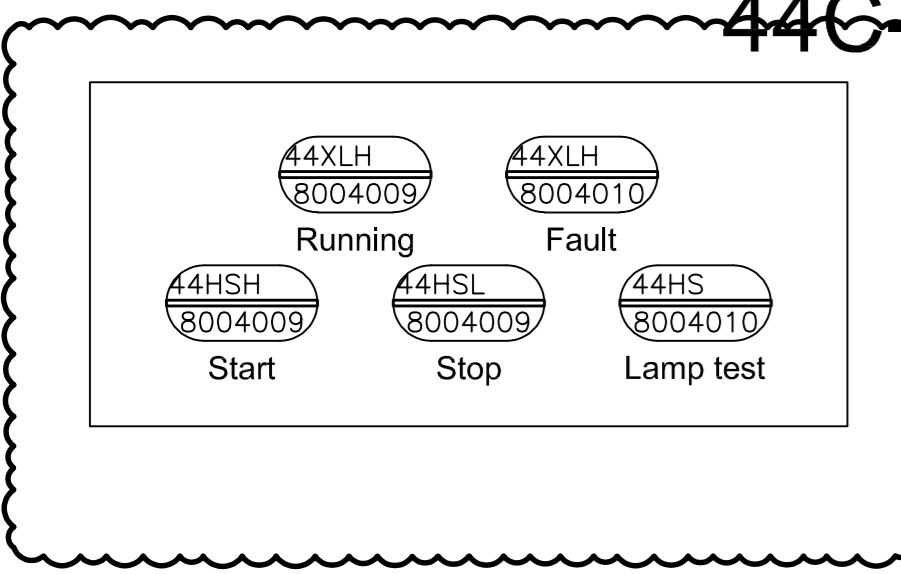 44C-
44XLH 44XLH
8004009 8004010
Running Fault
44HSH 44HSL 44HS
8004009 8004009 8004010
Start Stop Lamp test